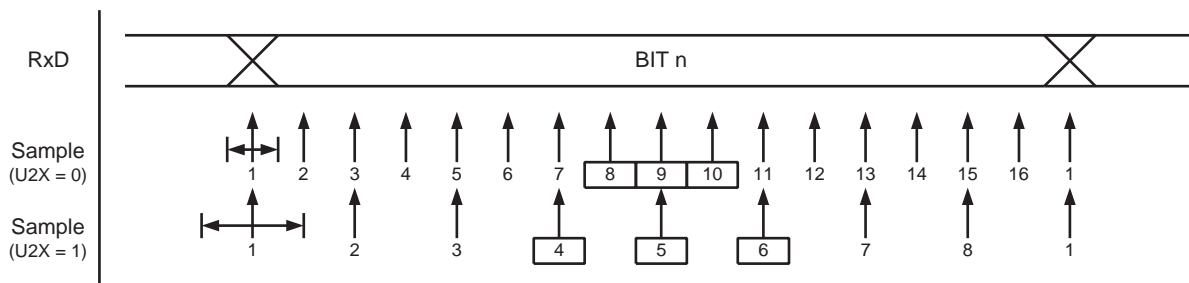 RxD BIT n
Sample
(U2X = 0) 1 2 3 4 5 6 7 8 9 10 11 12 13 14 15 16 1
Sample
(U2X = 1) 1 2 3 4 5 6 7 8 1